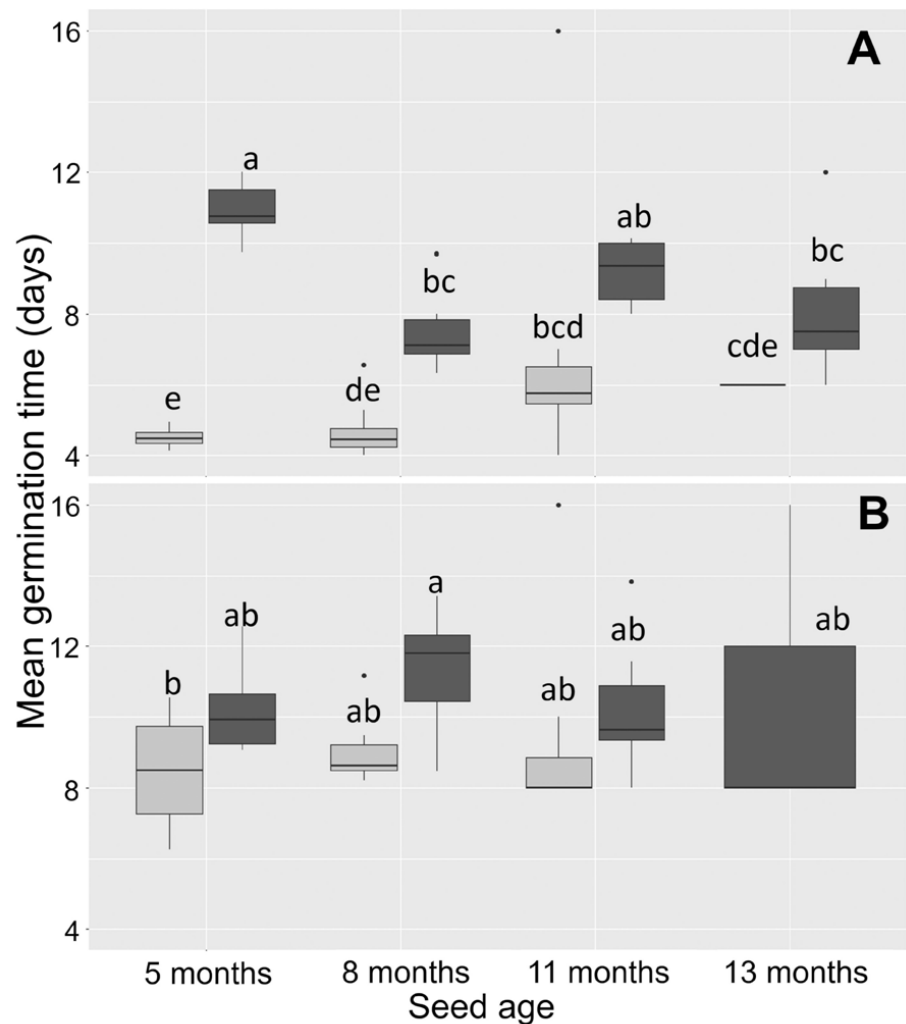 Mean germination time (days)
16
12
8
4
A
a
ab
bc
bc
bcd
cde
e
de
16
12
8
4
B
a
ab
ab
ab
b
ab
ab
5 months
8 months
11 months
13 months
Seed age